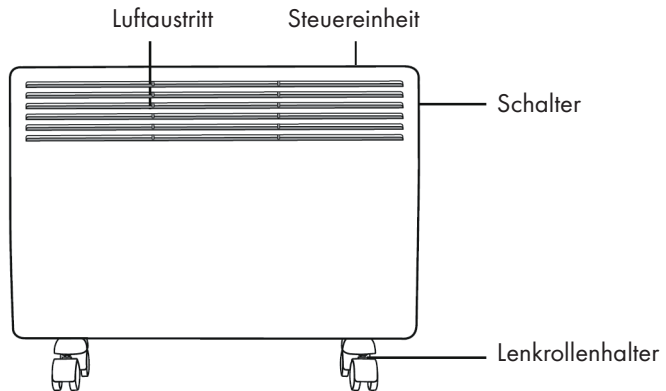 Luftaustritt
Steuereinheit
Schalter
Lenkrollenhalter